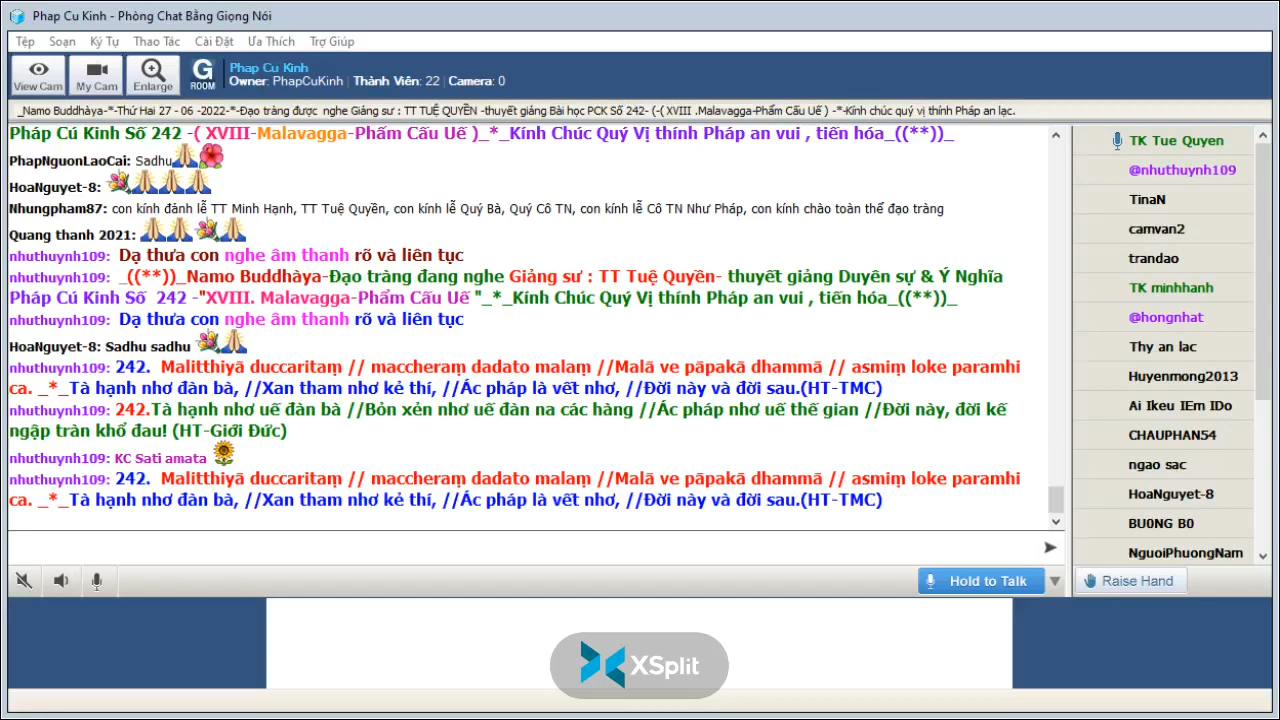 Phap Cu Kinh - Phòng Chat Bằng Giọng Nói
Tệp Soạn Ký Tự Thao Tác Cài Đặt Ưa Thích Trợ Giúp
View Cam My Cam Enlarge G ROOM
Phap Cu Kinh
Owner: PhapCuKinh | Thành Viên: 22 | Camera: 0
_Namo Buddhàya-*-Thứ Hai 27 - 06 -2022-*-Đạo tràng được nghe Giảng sư : TT TUỆ QUYỀN -thuyết giảng Bài học PCK Số 242- (-( XVIII .Malavagga-Phẩm Cấu Uế ) -*-Kính chúc quý vị thính Pháp an lạc.
Pháp Cú Kinh Số 242 -( XVIII-Malavagga-Phẩm Cấu Uế )_*_Kính Chúc Quý Vị thính Pháp an vui , tiến hóa_((**))_
PhapNguonLaoCai: Sadhu
HoaNguyet-8:
Nhungpham87: con kính đảnh lễ TT Minh Hạnh, TT Tuệ Quyền, con kính lễ Quý Bà, Quý Cô TN, con kính lễ Cô TN Như Pháp, con kính chào toàn thể đạo tràng
Quang thanh 2021:
nhuthuynh109: Dạ thưa con nghe âm thanh rõ và liên tục
nhuthuynh109: _((**))_Namo Buddhàya-Đạo tràng đang nghe Giảng sư : TT Tuệ Quyền- thuyết giảng Duyên sự & Ý Nghĩa
Pháp Cú Kinh Số 242 -"XVIII. Malavagga-Phẩm Cấu Uế "_*_Kính Chúc Quý Vị thính Pháp an vui , tiến hóa_((**))_
nhuthuynh109: Dạ thưa con nghe âm thanh rõ và liên tục
HoaNguyet-8: Sadhu sadhu
nhuthuynh109: 242. Malitthiyā duccaritaṃ // maccheraṃ dadato malaṃ //Malā ve pāpakā dhammā // asmiṃ loke paramhi
ca. _*_Tà hạnh nhơ đàn bà, //Xan tham nhơ kẻ thí, //Ác pháp là vết nhơ, //Đời này và đời sau.(HT-TMC)
nhuthuynh109: 242.Tà hạnh nhơ uế đàn bà //Bỏn xẻn nhơ uế đàn na các hàng //Ác pháp nhơ uế thế gian //Đời này, đời kế
ngập tràn khổ đau! (HT-Giới Đức)
nhuthuynh109: KC Sati amata
nhuthuynh109: 242. Malitthiyā duccaritaṃ // maccheraṃ dadato malaṃ //Malā ve pāpakā dhammā // asmiṃ loke paramhi
ca. _*_Tà hạnh nhơ đàn bà, //Xan tham nhơ kẻ thí, //Ác pháp là vết nhơ, //Đời này và đời sau.(HT-TMC)
TK Tue Quyen
@nhuthuynh109
TinaN
camvan2
trandao
TK minhhanh
@hongnhat
Thy an lac
Huyenmong2013
Ai Ikeu IEm IDo
CHAUPHAN54
ngao sac
HoaNguyet-8
BU0NG B0
NguoiPhuongNam
Hold to Talk
Raise Hand
XSplit